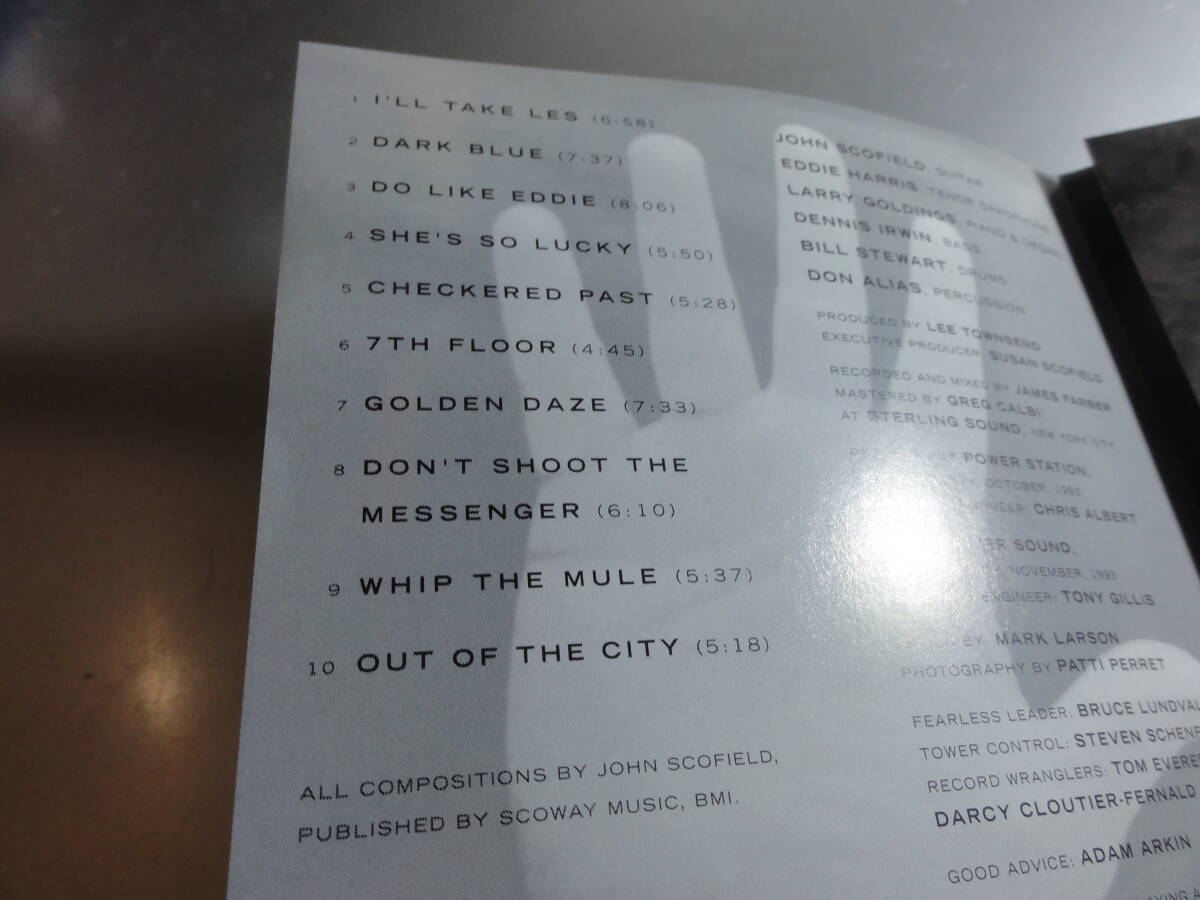 1 I'LL TAKE LES (6:58)
2 DARK BLUE (7:37)
3 DO LIKE EDDIE (8:06)
4 SHE'S SO LUCKY (5:50)
5 CHECKERED PAST (5:28)
6 7TH FLOOR (4:45)
7 GOLDEN DAZE (7:33)
8 DON'T SHOOT THE
MESSENGER (6:10)
9 WHIP THE MULE (5:37)
10 OUT OF THE CITY (5:18)
ALL COMPOSITIONS BY JOHN SCOFIELD,
PUBLISHED BY SCOWAY MUSIC, BMI.
JOHN SCOFIELD, GUITAR
EDDIE HARRIS, TENOR SAXOPHONE
LARRY GOLDINGS, PIANO & ORGAN
DENNIS IRWIN, BASS
BILL STEWART, DRUMS
DON ALIAS, PERCUSSION
PRODUCED BY LEE TOWNSEND
EXECUTIVE PRODUCER: SUSAN SCOFIELD
RECORDED AND MIXED BY JAMES FARBER
MASTERED BY GREG CALBI
AT STERLING SOUND, NEW YORK CITY
POWER STATION,
OCTOBER, 1993
CHRIS ALBERT
SOUND,
NOVEMBER, 1993
ENGINEER: TONY GILLIS
BY MARK LARSON
PHOTOGRAPHY BY PATTI PERRET
FEARLESS LEADER: BRUCE
TOWER CONTROL: STEVEN
RECORD WRANGLERS: TOM
DARCY CLOUTIER-FERNALD
GOOD ADVICE: ADAM ARKIN